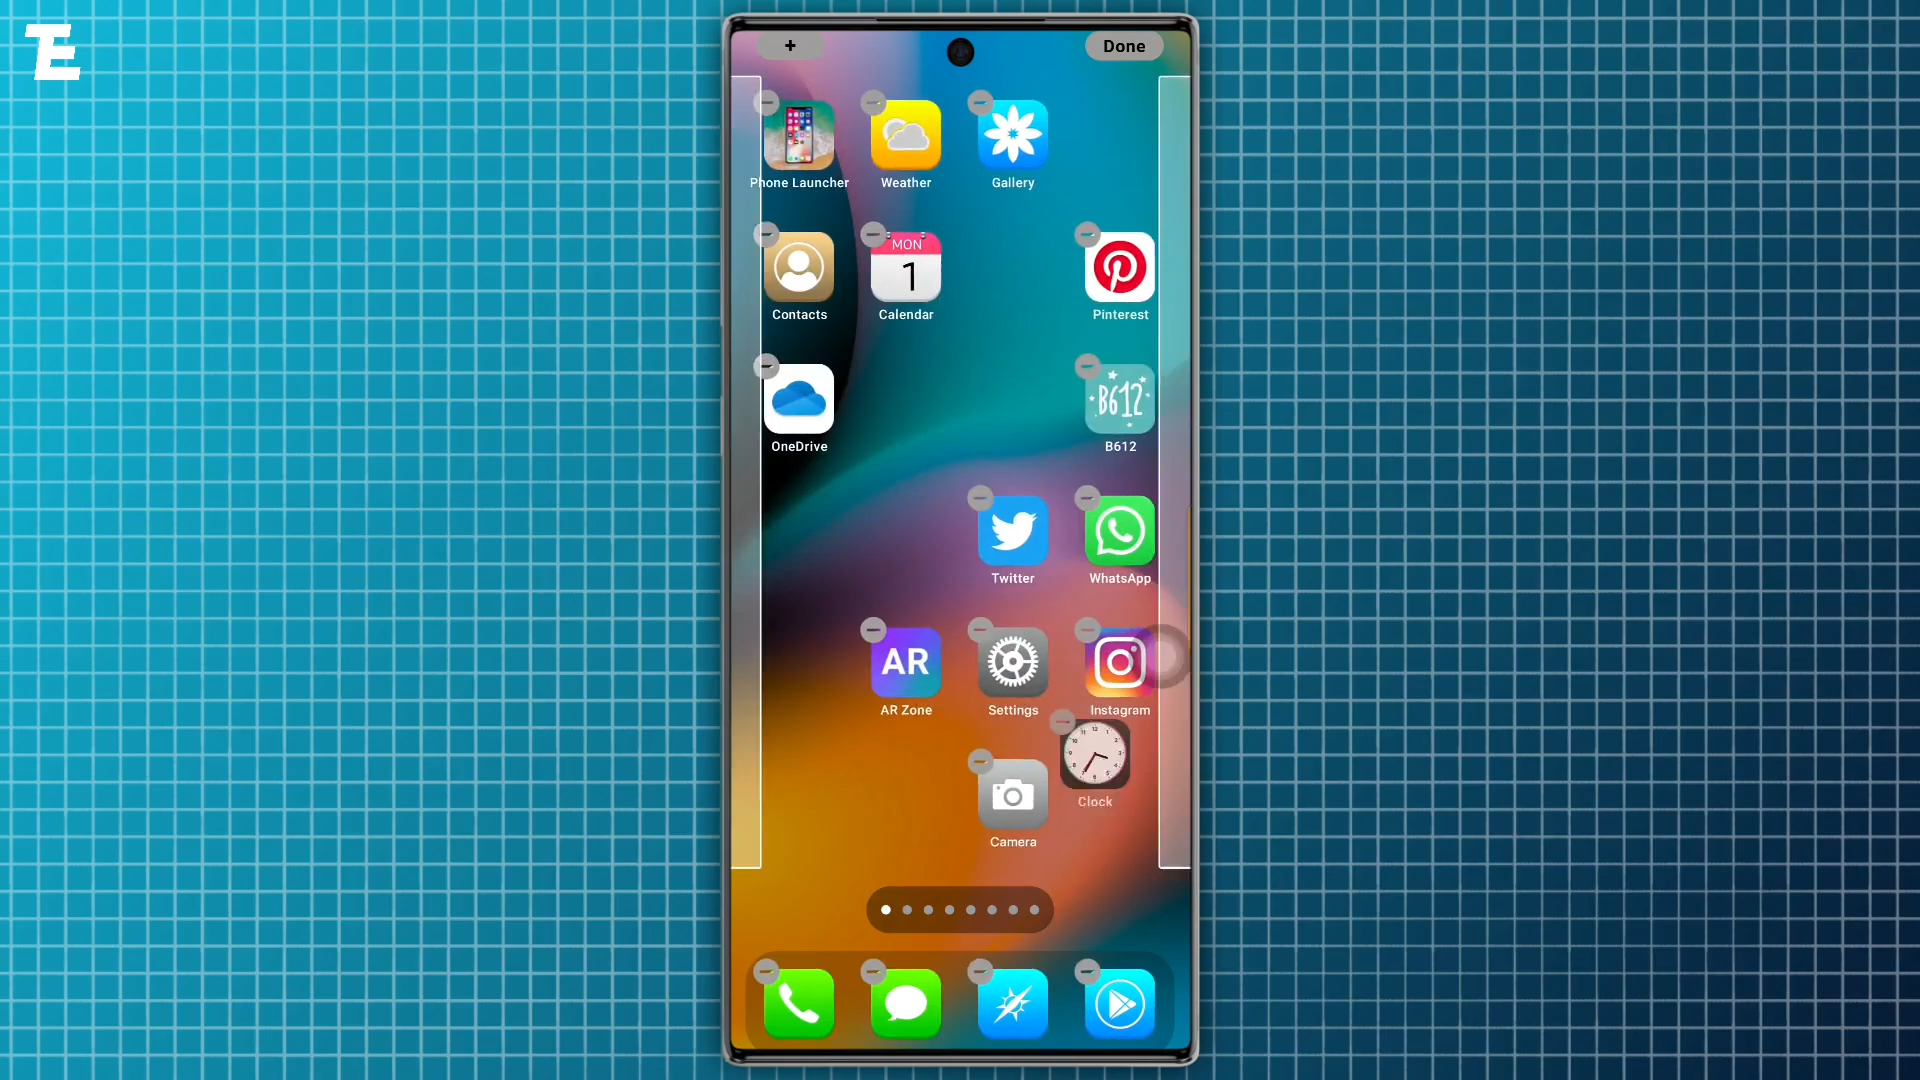 TE
+
Done
Phone Launcher
Weather
Gallery
MON
1
Contacts
Calendar
Pinterest
B612
OneDrive
B612
Twitter
WhatsApp
AR
AR Zone
Settings
Instagram
Clock
Camera